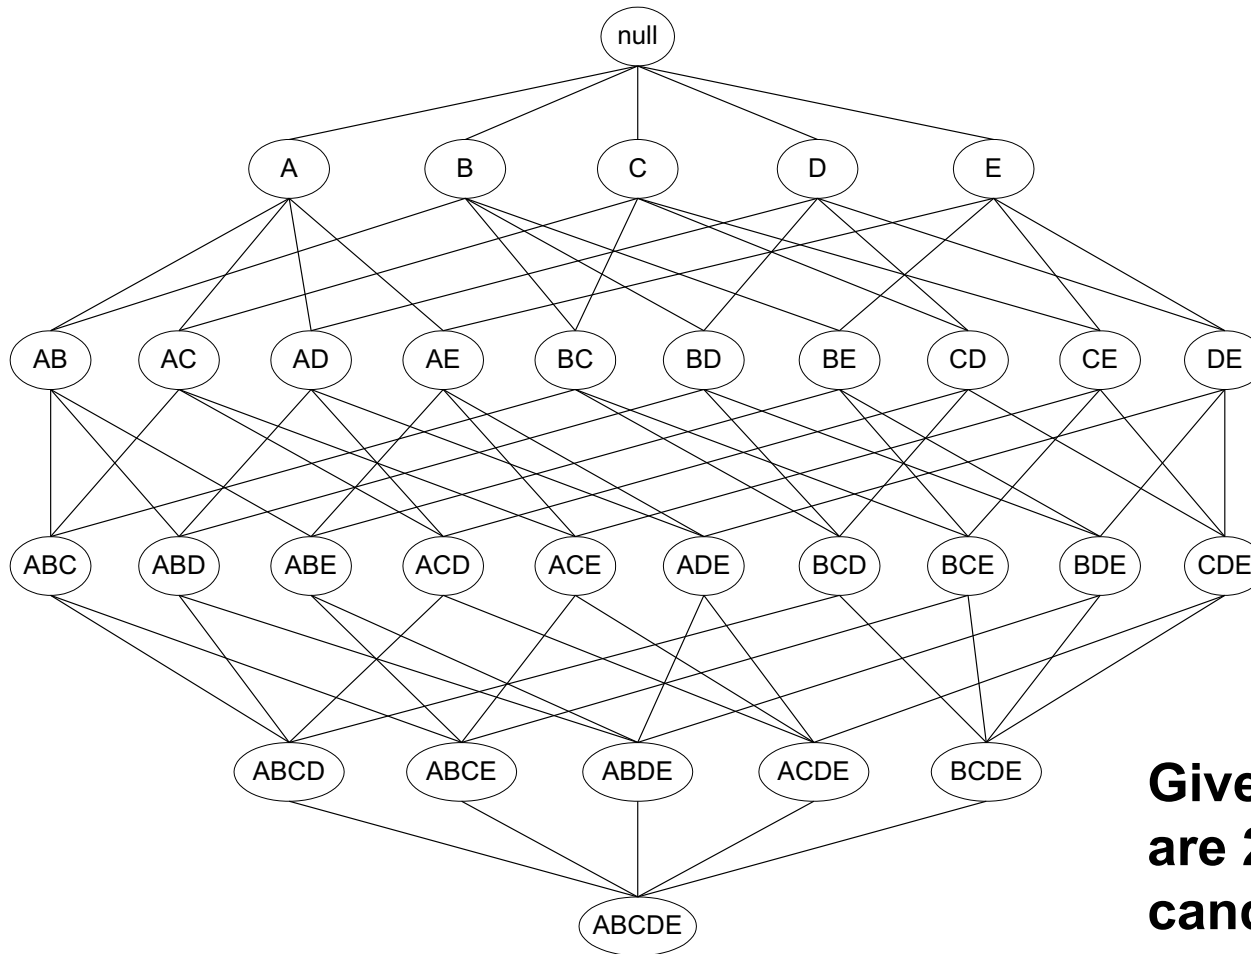 null
A B C D E
AB AC AD AE BC BD BE CD CE DE
ABC ABD ABE ACD ACE ADE BCD BCE BDE CDE
ABCD ABCE ABDE ACDE BCDE
ABCDE
Give
are 2
cand